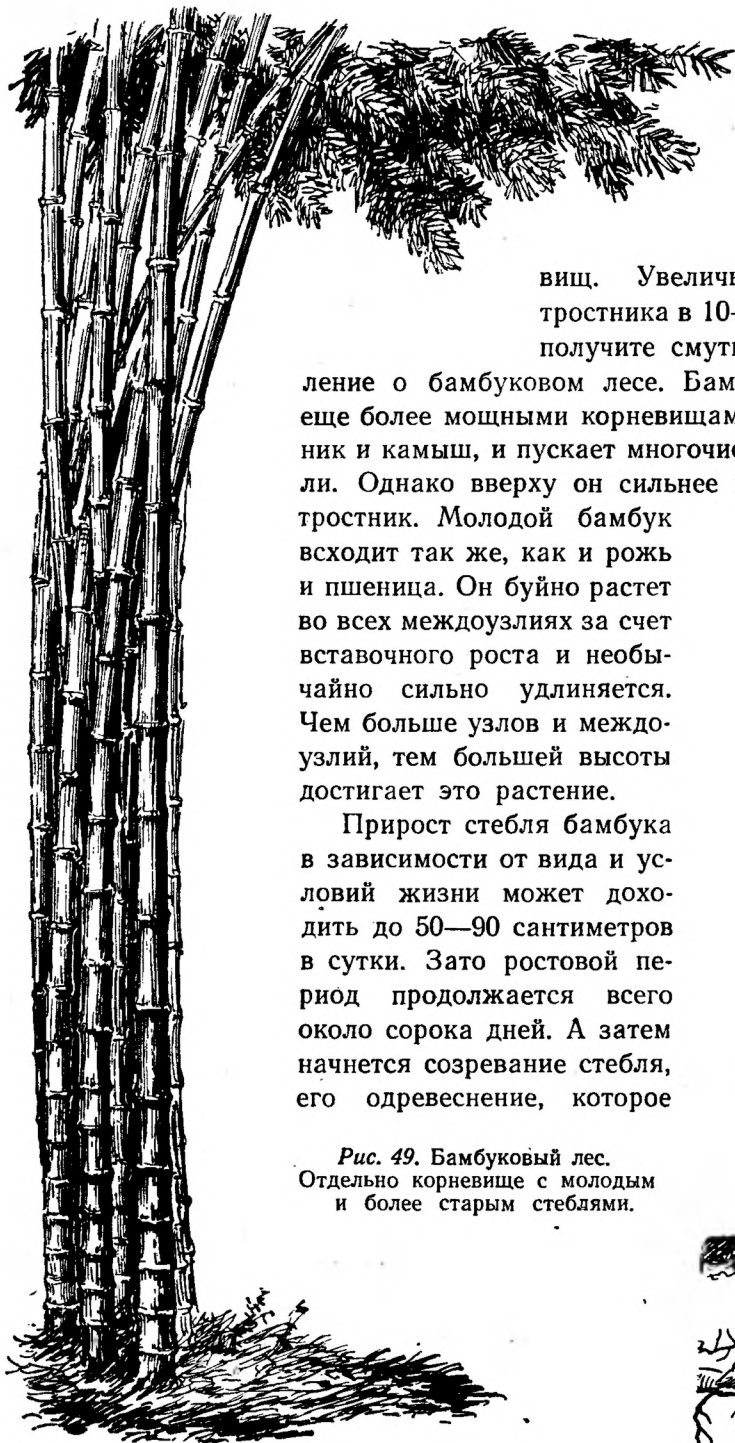 вищ. Увеличь
тростника в 10-
получите смутн
ление о бамбуковом лесе. Бам
еще более мощными корневищам
ник и камыш, и пускает многочис
ли. Однако вверху он сильнее
тростник. Молодой бамбук
всходит так же, как и рожь
и пшеница. Он буйно растет
во всех междоузлиях за счет
вставочного роста и необы-
чайно сильно удлиняется.
Чем больше узлов и междо-
узлий, тем большей высоты
достигает это растение.
Прирост стебля бамбука
в зависимости от вида и ус-
ловий жизни может дохо-
дить до 50—90 сантиметров
в сутки. Зато ростовой пе-
риод продолжается всего
около сорока дней. А затем
начнется созревание стебля,
его одревеснение, которое
Рис. 49. Бамбуковый лес.
Отдельно корневище с молодым
и более старым стеблями.